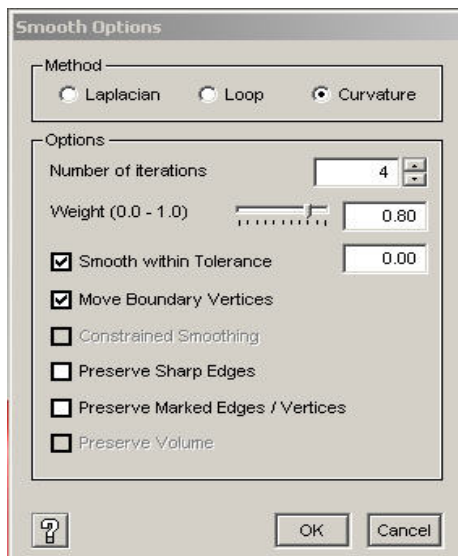 Smooth Options
Method
Laplacian Loop Curvature
Options
Number of iterations 4
Weight (0.0 - 1.0) 0.80
Smooth within Tolerance 0.00
Move Boundary Vertices
Constrained Smoothing
Preserve Sharp Edges
Preserve Marked Edges / Vertices
Preserve Volume
? OK Cancel